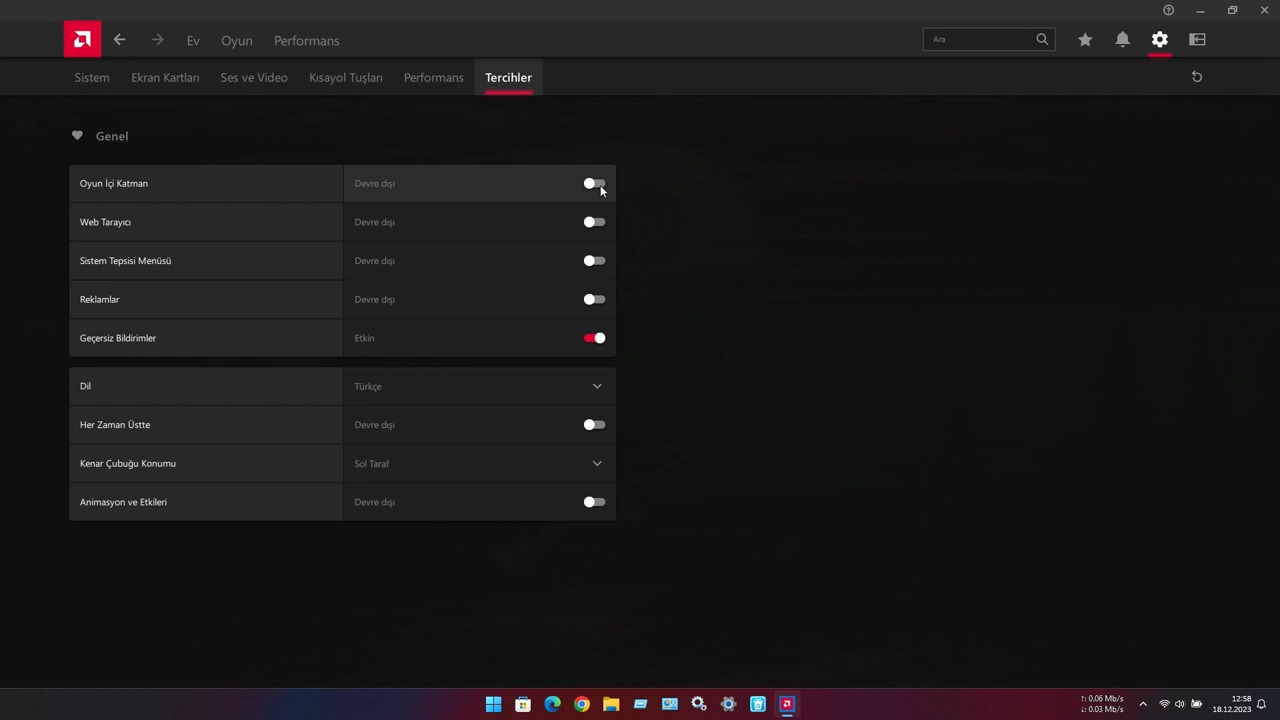 Ev Oyun Performans Ara
Sistem Ekran Kartları Ses ve Video Kısayol Tuşları Performans Tercihler
Genel
Oyun İçi Katman Devre dışı
Web Tarayıcı Devre dışı
Sistem Tepsisi Menüsü Devre dışı
Reklamlar Devre dışı
Geçersiz Bildirimler Etkin
Dil Türkçe
Her Zaman Üstte Devre dışı
Kenar Çubuğu Konumu Sol Taraf
Animasyon ve Etkileri Devre dışı
↑: 0.06 Mb/s 12:58
↓: 0.03 Mb/s 18.12.2023